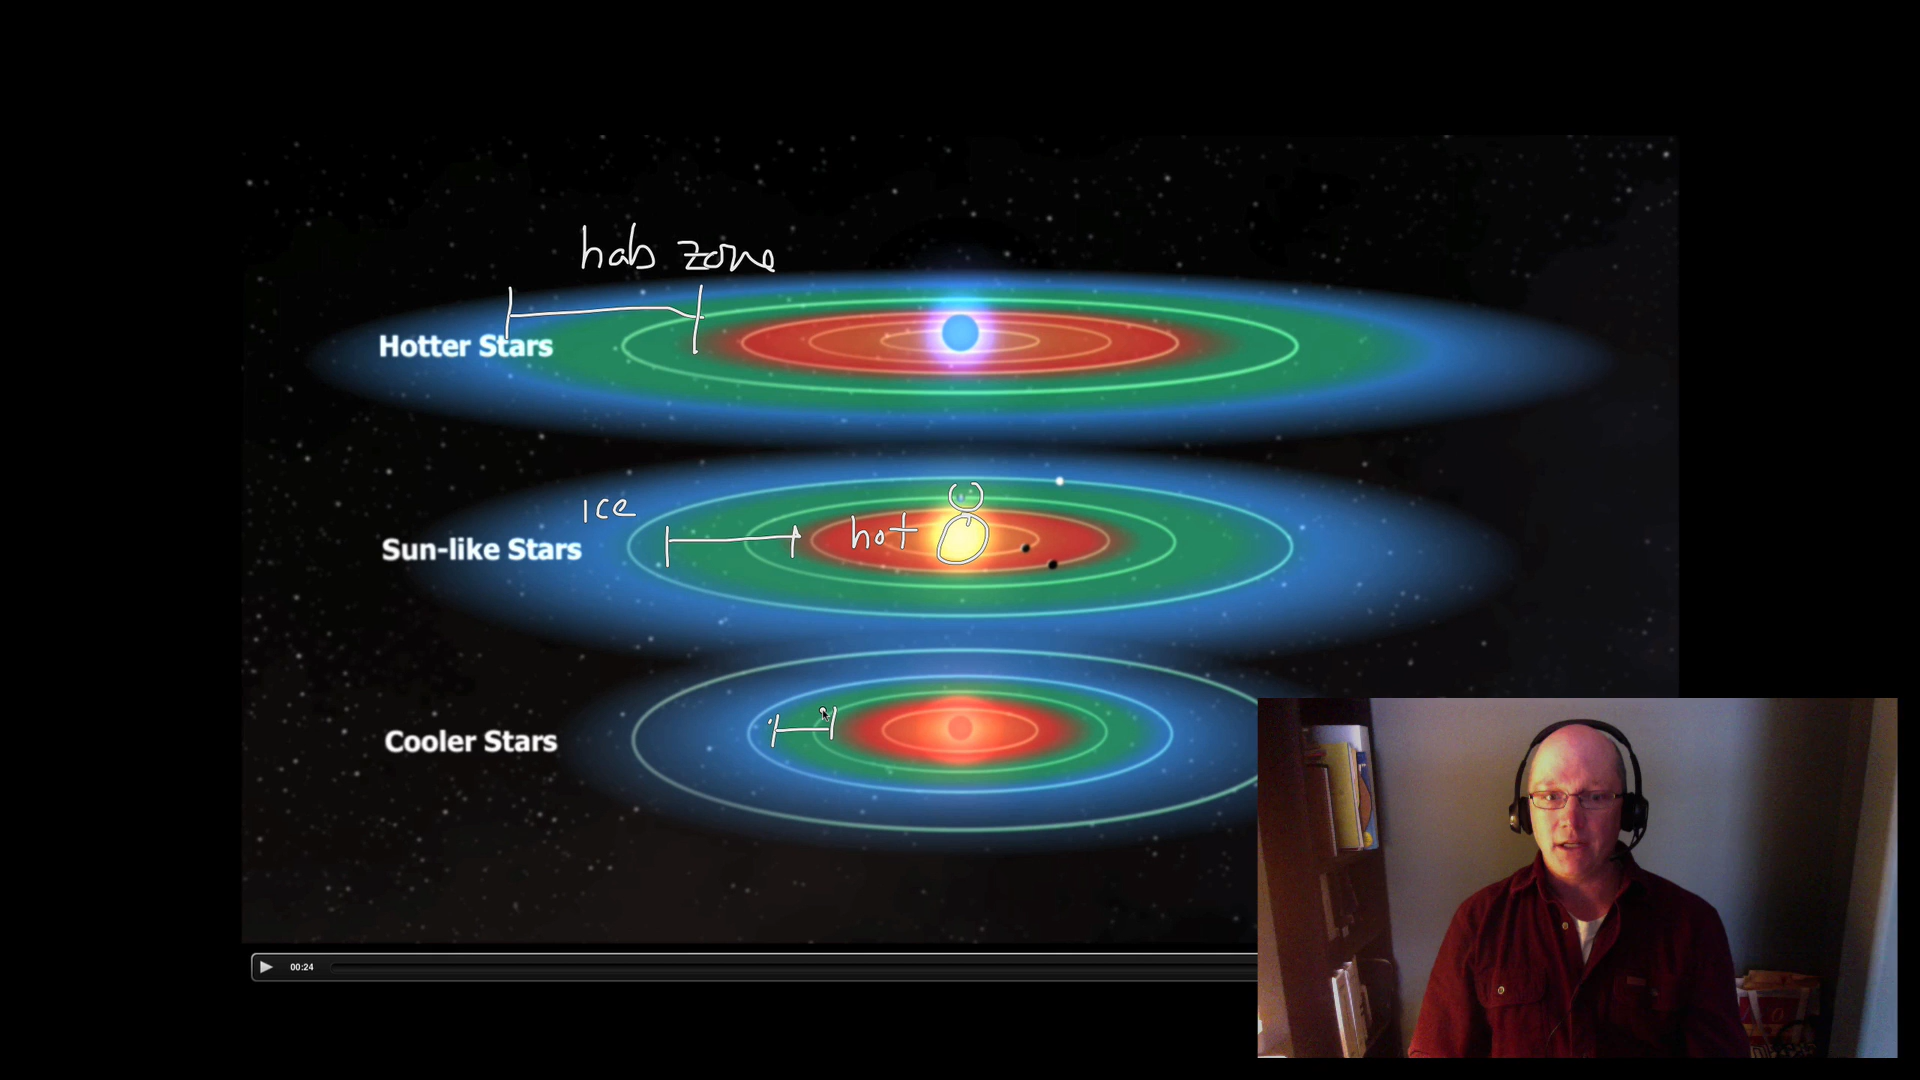 hab zone
Hotter Stars
ice
hot
Sun-like Stars
Cooler Stars
00:24